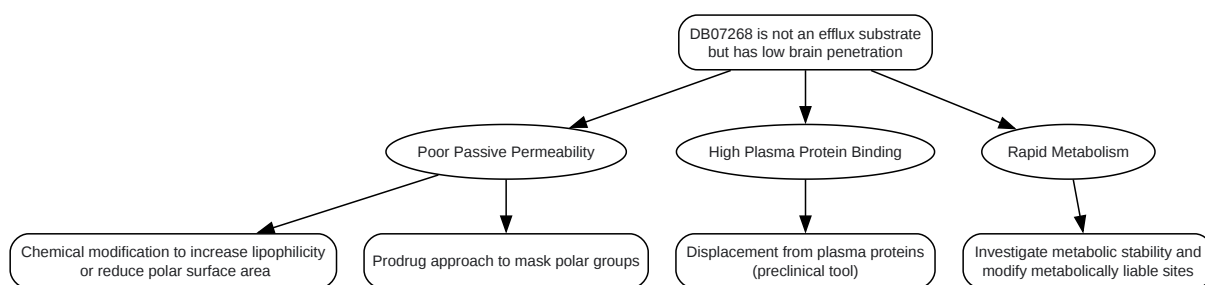 DB07268 is not an efflux substrate
but has low brain penetration
Poor Passive Permeability
High Plasma Protein Binding
Rapid Metabolism
Chemical modification to increase lipophilicity
or reduce polar surface area
Prodrug approach to mask polar groups
Displacement from plasma proteins
(preclinical tool)
Investigate metabolic stability and
modify metabolically liable sites